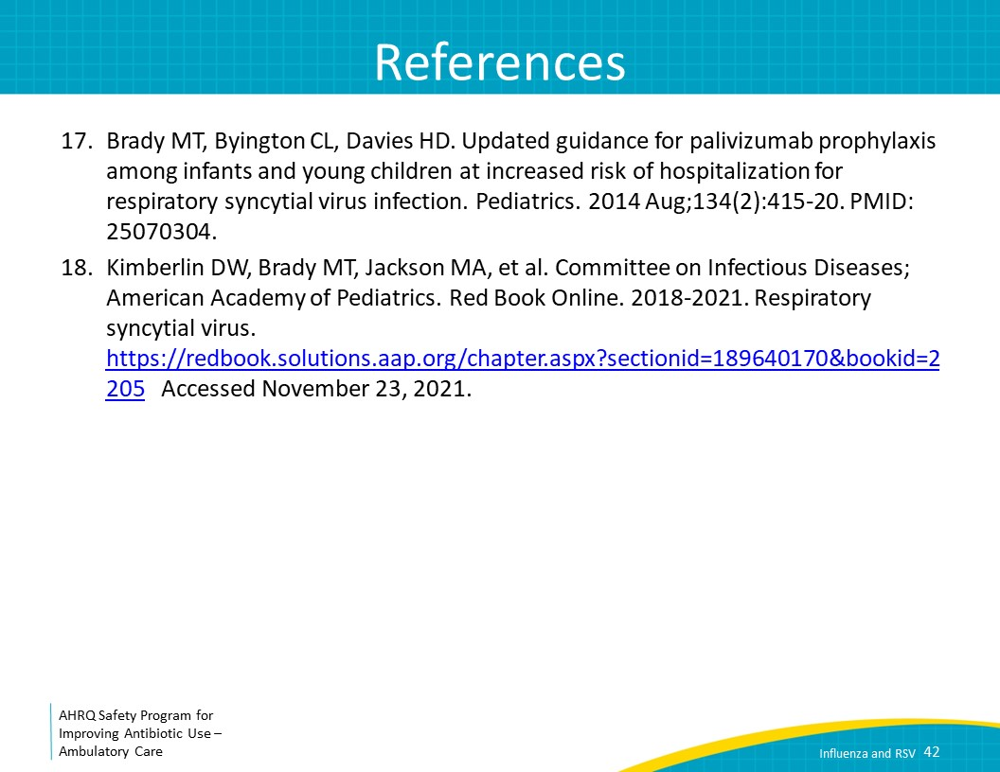 References
17. Brady MT, Byington CL, Davies HD. Updated guidance for palivizumab prophylaxis
among infants and young children at increased risk of hospitalization for
respiratory syncytial virus infection. Pediatrics. 2014 Aug;134(2):415-20. PMID:
25070304.
18. Kimberlin DW, Brady MT, Jackson MA, et al. Committee on Infectious Diseases;
American Academy of Pediatrics. Red Book Online. 2018-2021. Respiratory
syncytial virus.
https://redbook.solutions.aap.org/chapter.aspx?sectionid=189640170&bookid=2
205 Accessed November 23, 2021.
AHRQ Safety Program for
Improving Antibiotic Use –
Ambulatory Care
Influenza and RSV 42